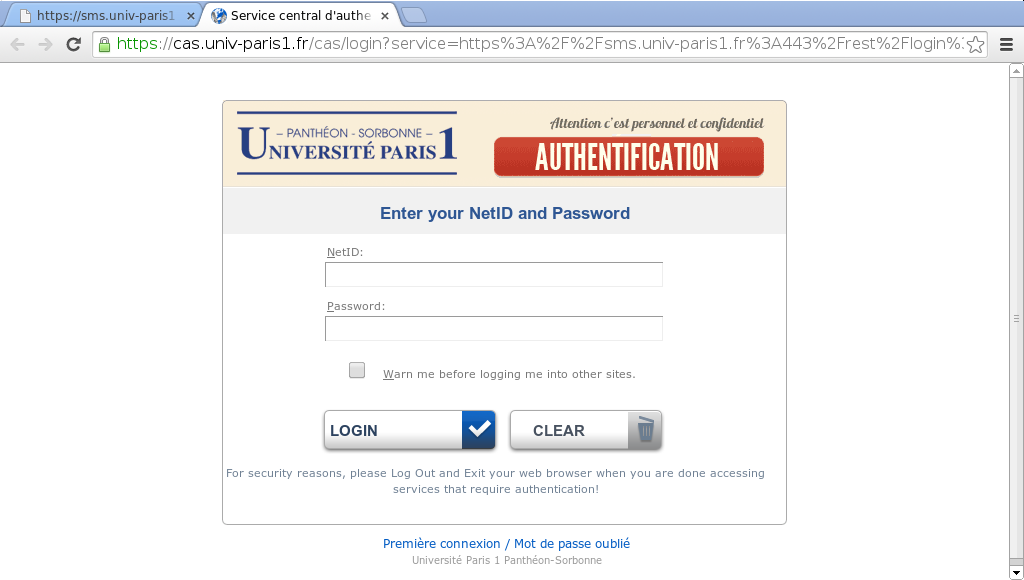 https://sms.univ-paris1
Service central d'authe
https://cas.univ-paris1.fr/cas/login?service=https%3A%2F%2Fsms.univ-paris1.fr%3A443%2Frest%2Flogin%
U – PANTHÉON - SORBONNE –
UNIVERSITÉ PARIS 1
Attention c'est personnel et confidentiel
AUTHENTIFICATION
Enter your NetID and Password
NetID:
Password:
Warn me before logging me into other sites.
LOGIN
CLEAR
For security reasons, please Log Out and Exit your web browser when you are done accessing
services that require authentication!
Première connexion / Mot de passe oublié
Université Paris 1 Panthéon-Sorbonne